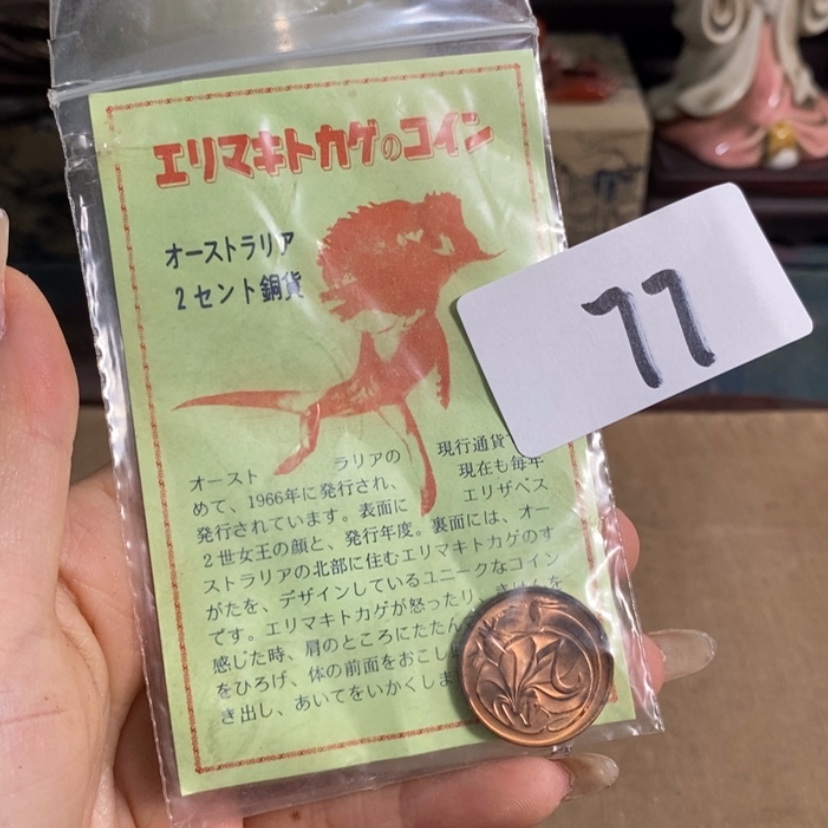 エリマキトカゲのコイン
オーストラリア
2セント銅貨
77
オースト ラリアの 現行通貨
めて、1966年に発行され、 現在も毎年
発行されています。表面に エリザベス
2世女王の顔と、発行年度。裏面には、オー
ストラリアの北部に住むエリマキトカゲのす
がたを、デザインしているユニークなコイン
です。エリマキトカゲが怒ったり、きけんを
感じた時、肩のところにたたん
をひろげ、体の前面をおこし
き出し、あいてをいかくしま